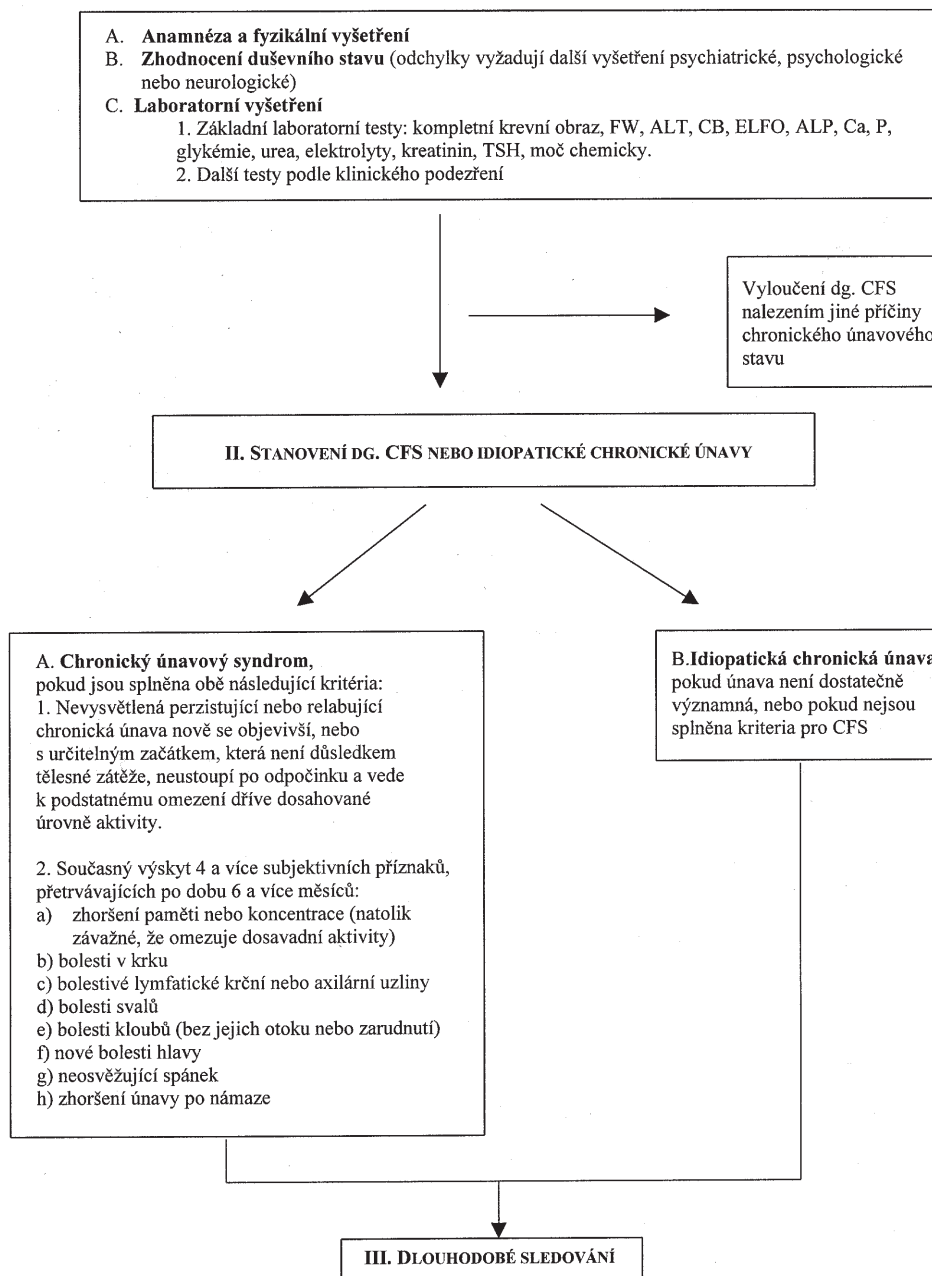 A. Anamnéza a fyzikální vyšetření
B. Zhodnocení duševního stavu (odchylky vyžadují další vyšetření psychiatrické, psychologické
nebo neurologické)
C. Laboratorní vyšetření
1. Základní laboratorní testy: kompletní krevní obraz, FW, ALT, CB, ELFO, ALP, Ca, P,
glykémie, urea, elektrolyty, kreatinin, TSH, moč chemicky.
2. Další testy podle klinického podezření
Vyloučení dg. CFS
nalezením jiné příčiny
chronického únavového
stavu
II. STANOVENÍ DG. CFS NEBO IDIOPATICKÉ CHRONICKÉ ÚNAVY
A. Chronický únavový syndrom,
pokud jsou splněna obě následující kritéria:
1. Nevysvětlená perzistující nebo relabující
chronická únava nově se objevivší, nebo
s určitelným začátkem, která není důsledkem
tělesné zátěže, neustoupí po odpočinku a vede
k podstatnému omezení dříve dosahované
úrovně aktivity.
2. Současný výskyt 4 a více subjektivních příznaků,
přetrvávajících po dobu 6 a více měsíců:
a) zhoršení paměti nebo koncentrace (natolik
závažné, že omezuje dosavadní aktivity)
b) bolesti v krku
c) bolestivé lymfatické krční nebo axilární uzliny
d) bolesti svalů
e) bolesti kloubů (bez jejich otoku nebo zarudnutí)
f) nové bolesti hlavy
g) neosvěžující spánek
h) zhoršení únavy po námaze
B.Idiopatická chronická únava
pokud únava není dostatečně
významná, nebo pokud nejsou
splněna kriteria pro CFS
III. DLOUHODOBÉ SLEDOVÁNÍ